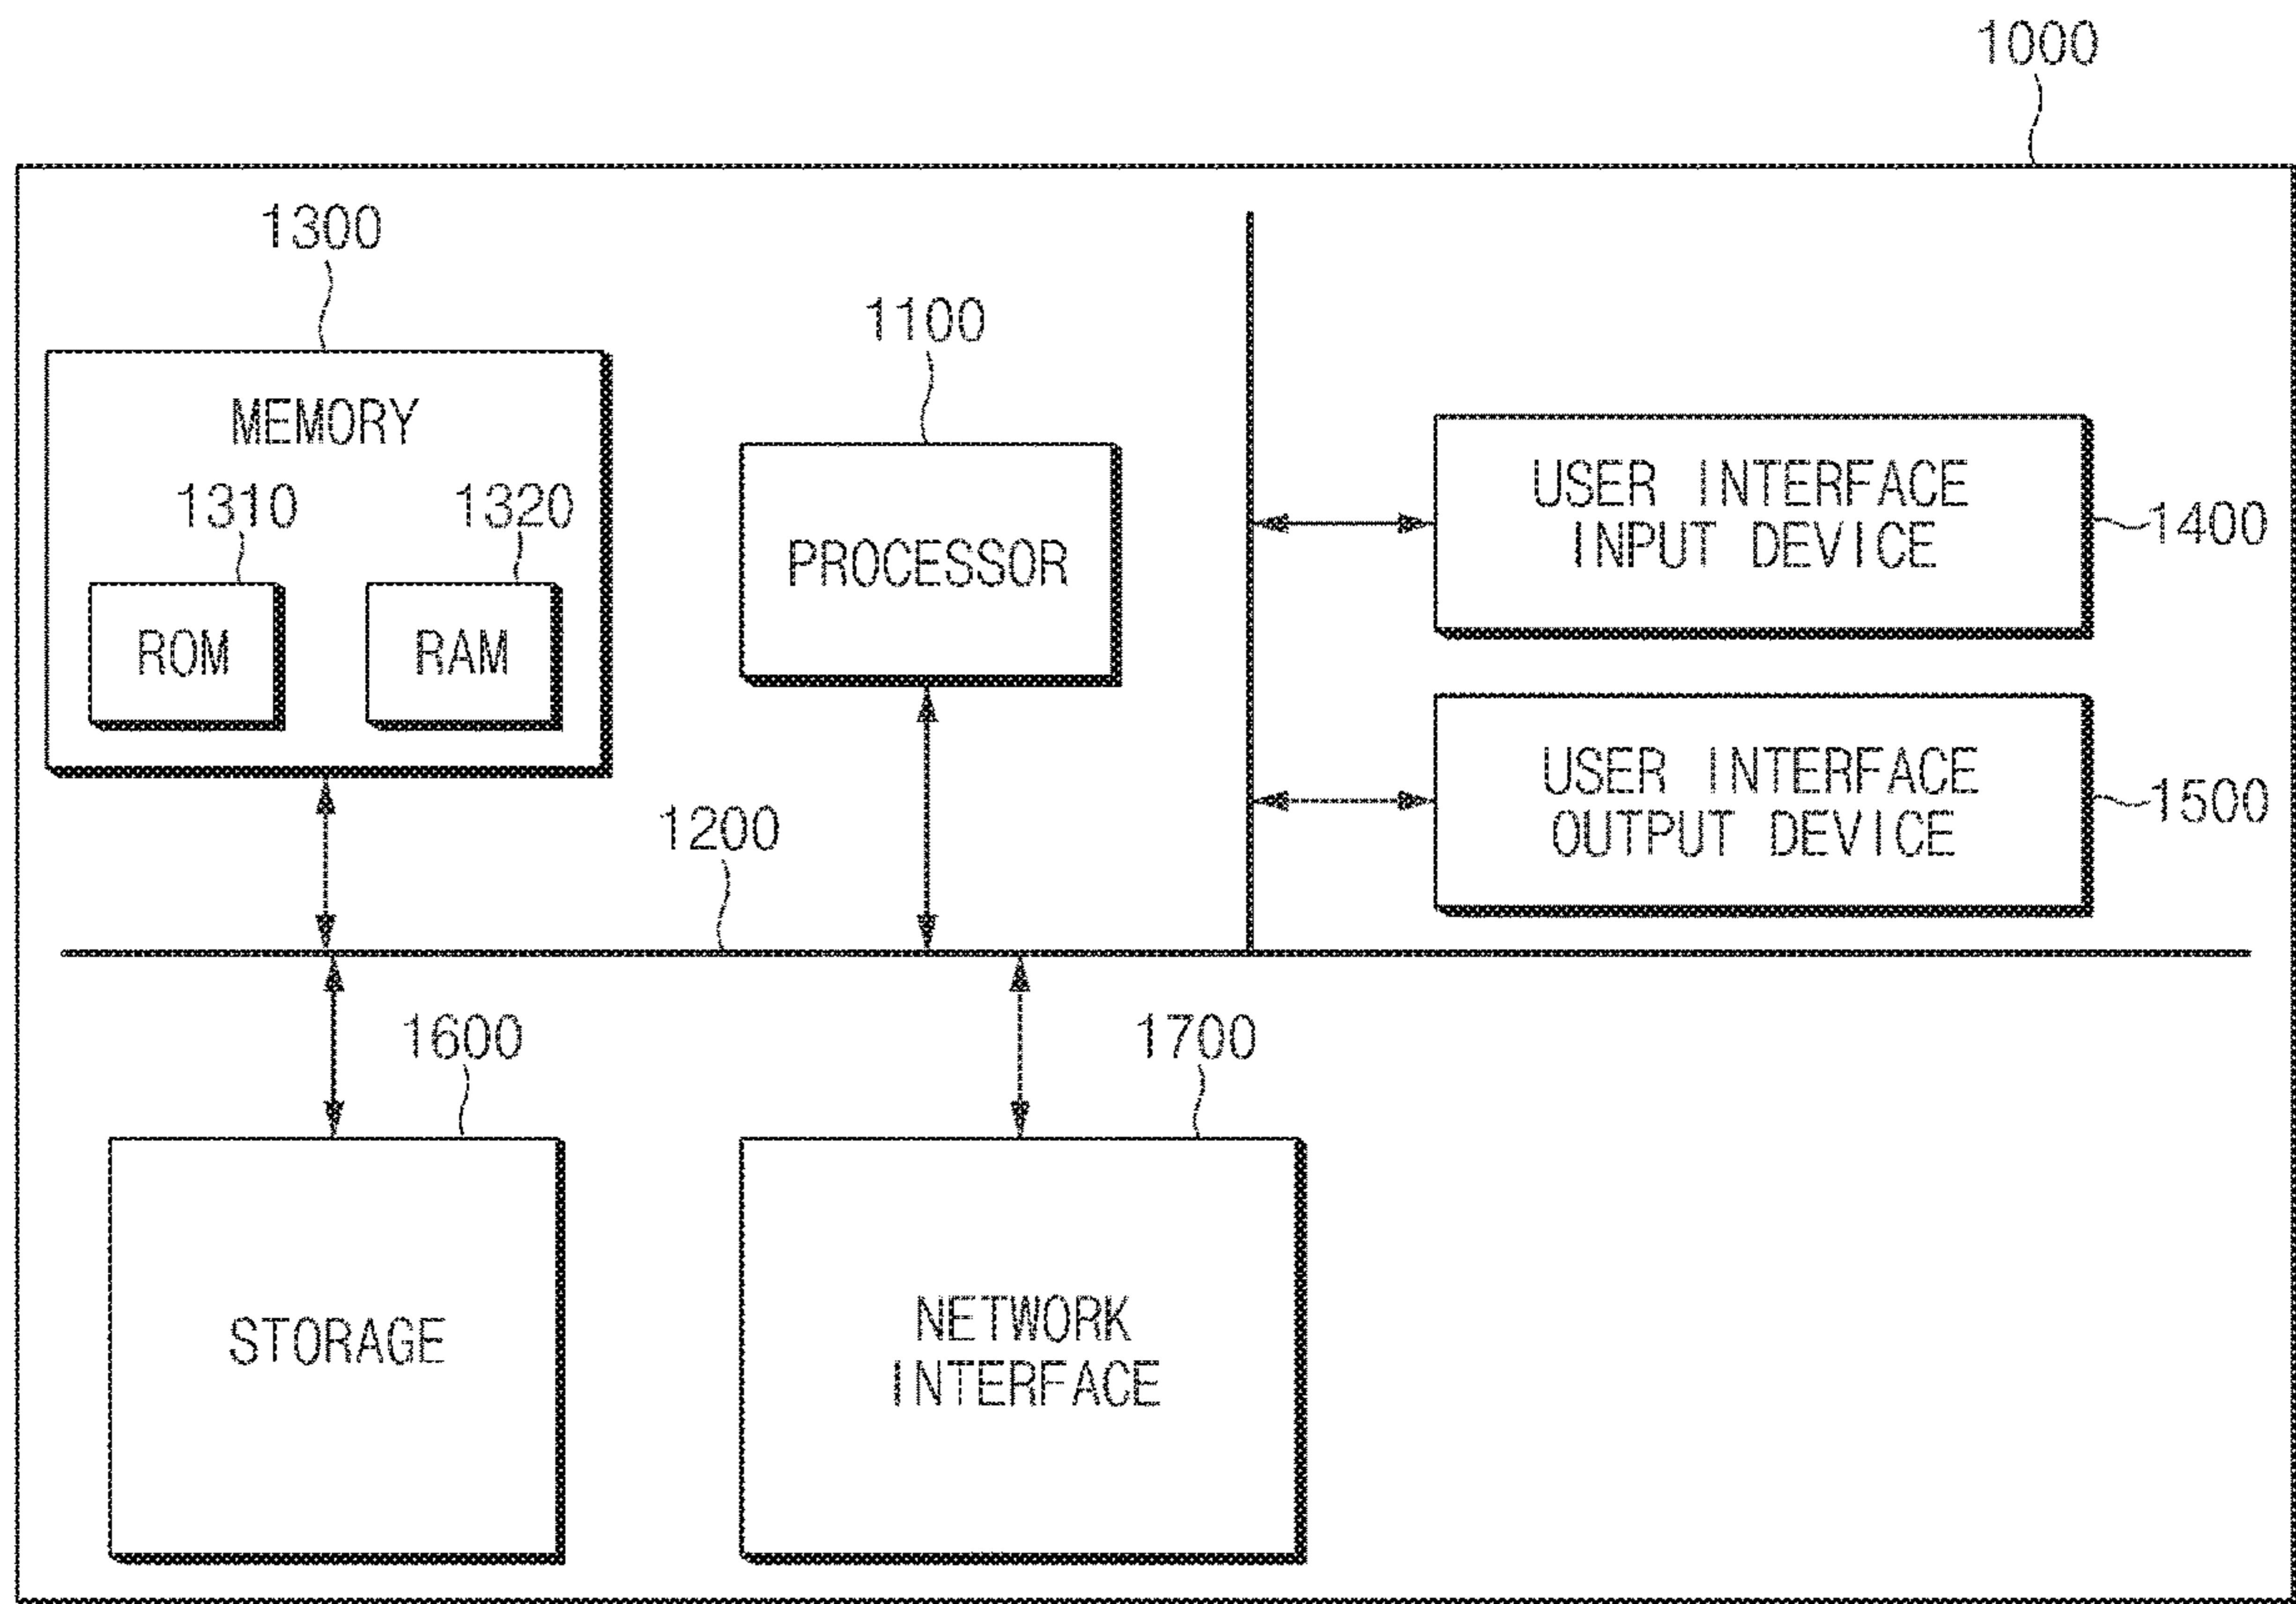 1000
1300
1100
MEMORY
1310
1320
ROM
RAM
PROCESSOR
USER INTERFACE
INPUT DEVICE
1400
USER INTERFACE
OUTPUT DEVICE
1500
1200
1600
1700
STORAGE
NETWORK
INTERFACE